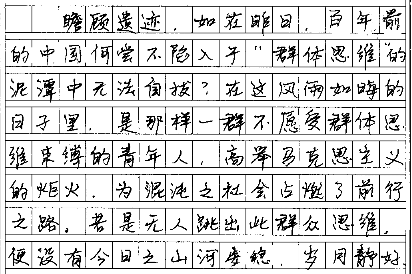 瞻顾遗迹，如在昨日，百年前
的中国何尝不陷入于“群体思维”的
泥潭中无法自拔？在这风雨如晦的
日子里，是那样一群不愿受群体思
维束缚的青年人，高举马克思主义
的炬火，为混沌之社会点燃了前行
之路。若是无人跳出此群众思维，
便没有今日之山河安稳，岁月静好